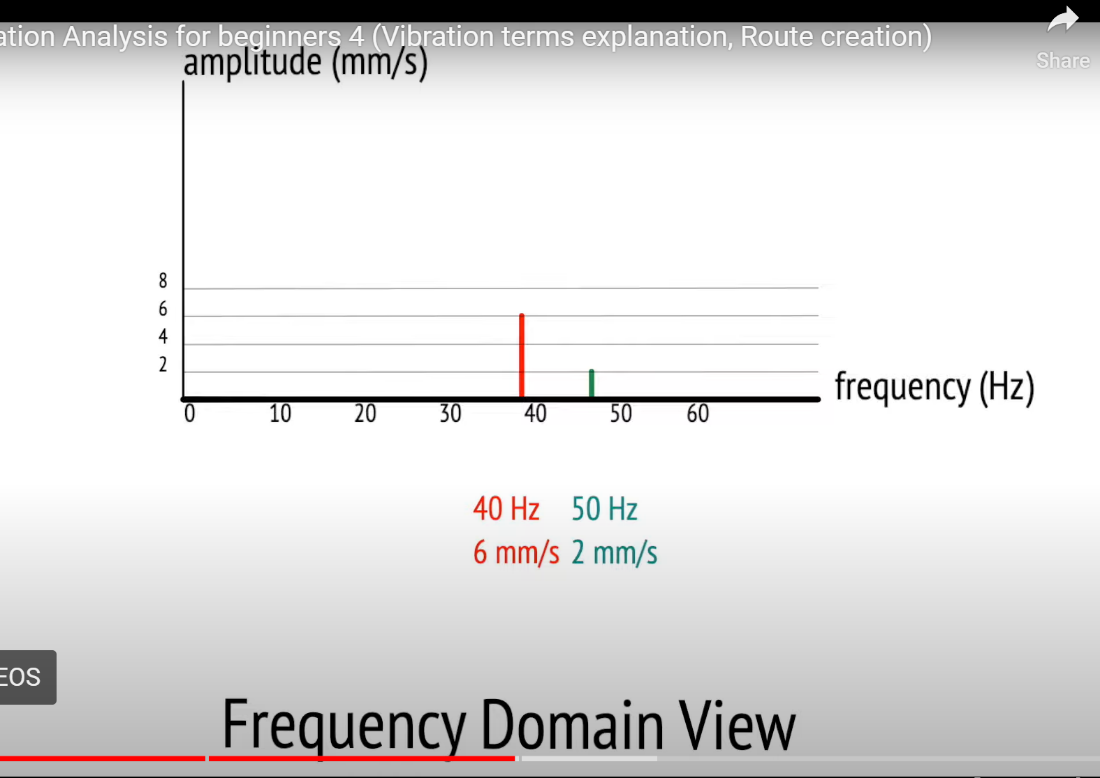 ation Analysis for beginners 4 (Vibration terms explanation, Route creation)
Share
amplitude (mm/s)
8
6
4
2
frequency (Hz)
0 10 20 30 40 50 60
40 Hz 50 Hz
6 mm/s 2 mm/s
EOS
Frequency Domain View